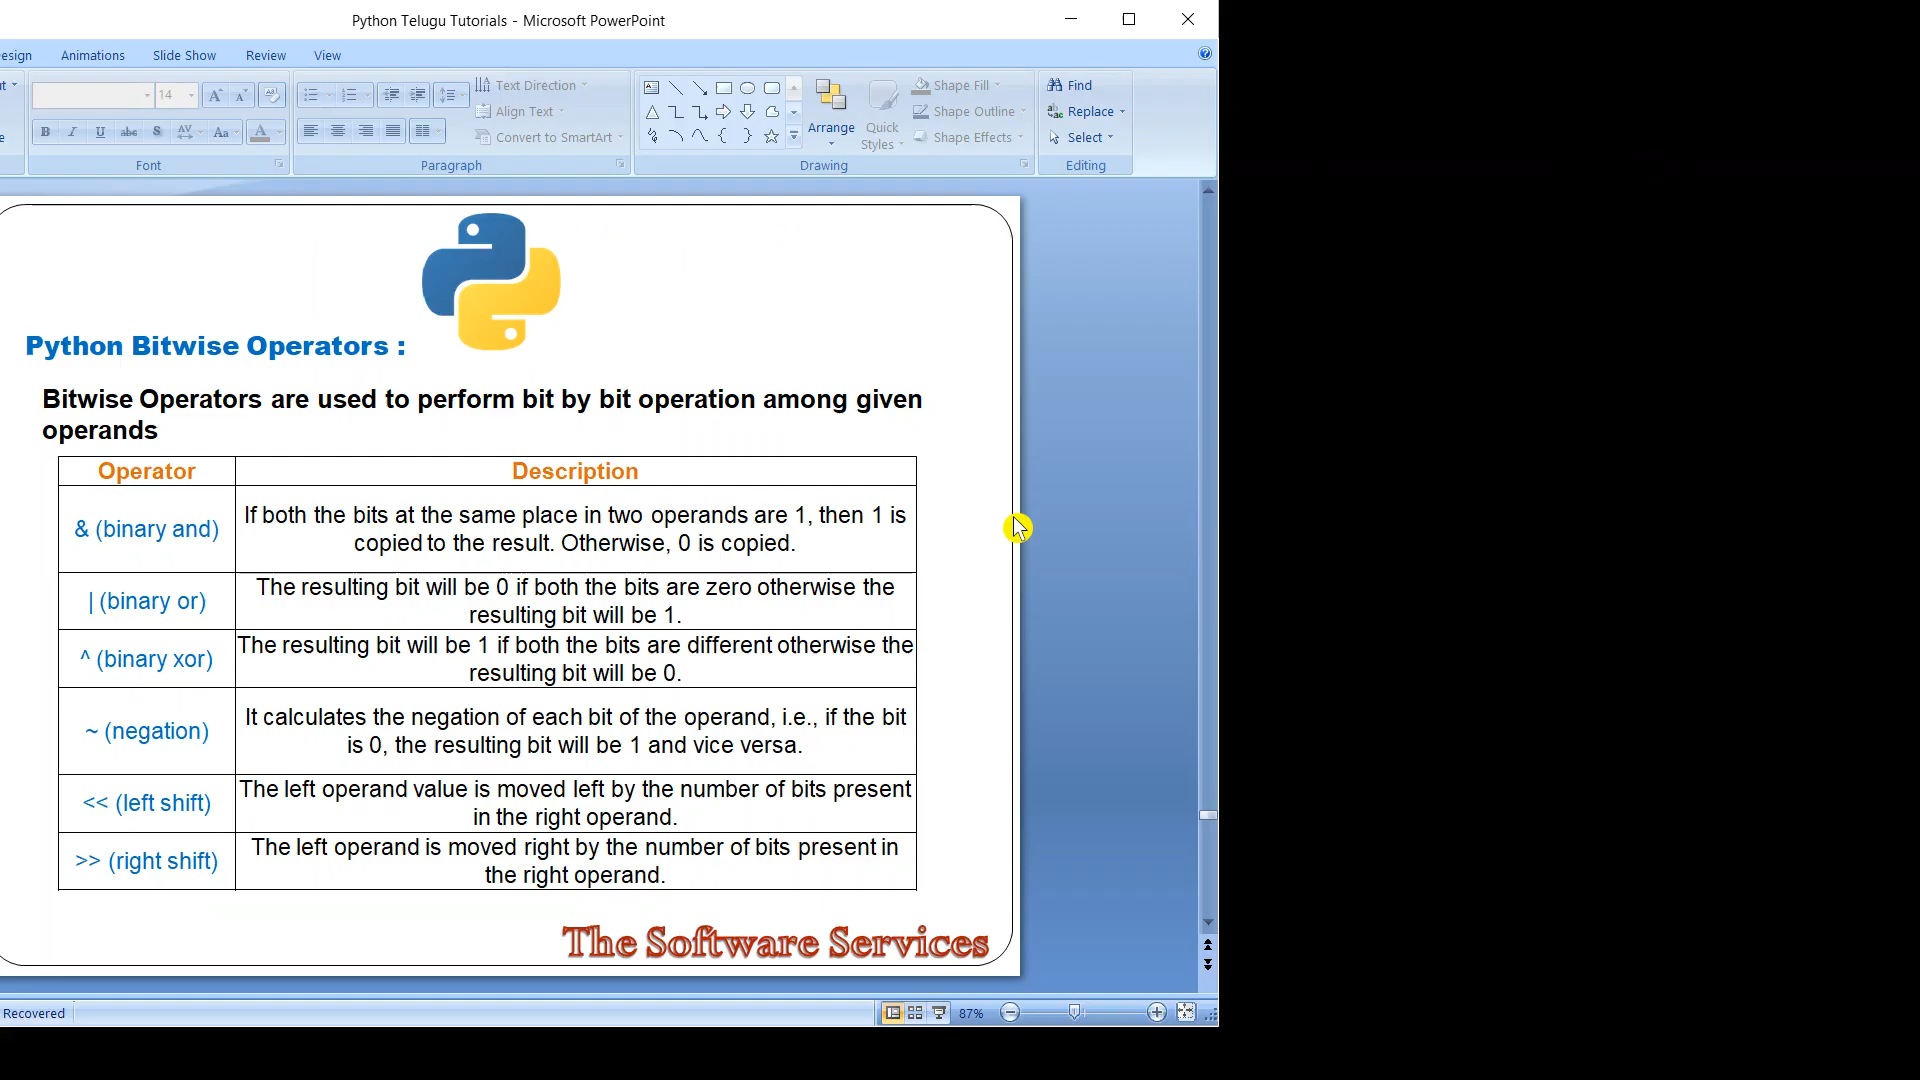 Python Telugu Tutorials - Microsoft PowerPoint
esign Animations Slide Show Review View
14
Text Direction
Align Text
Convert to SmartArt
Arrange
Quick Styles
Shape Fill
Shape Outline
Shape Effects
Find
Replace
Select
Font Paragraph Drawing Editing
Python Bitwise Operators :
Bitwise Operators are used to perform bit by bit operation among given
operands
Operator Description
& (binary and) If both the bits at the same place in two operands are 1, then 1 is
copied to the result. Otherwise, 0 is copied.
| (binary or) The resulting bit will be 0 if both the bits are zero otherwise the
resulting bit will be 1.
^ (binary xor) The resulting bit will be 1 if both the bits are different otherwise the
resulting bit will be 0.
~ (negation) It calculates the negation of each bit of the operand, i.e., if the bit
is 0, the resulting bit will be 1 and vice versa.
<< (left shift) The left operand value is moved left by the number of bits present
in the right operand.
>> (right shift) The left operand is moved right by the number of bits present in
the right operand.
The Software Services
Recovered 87%